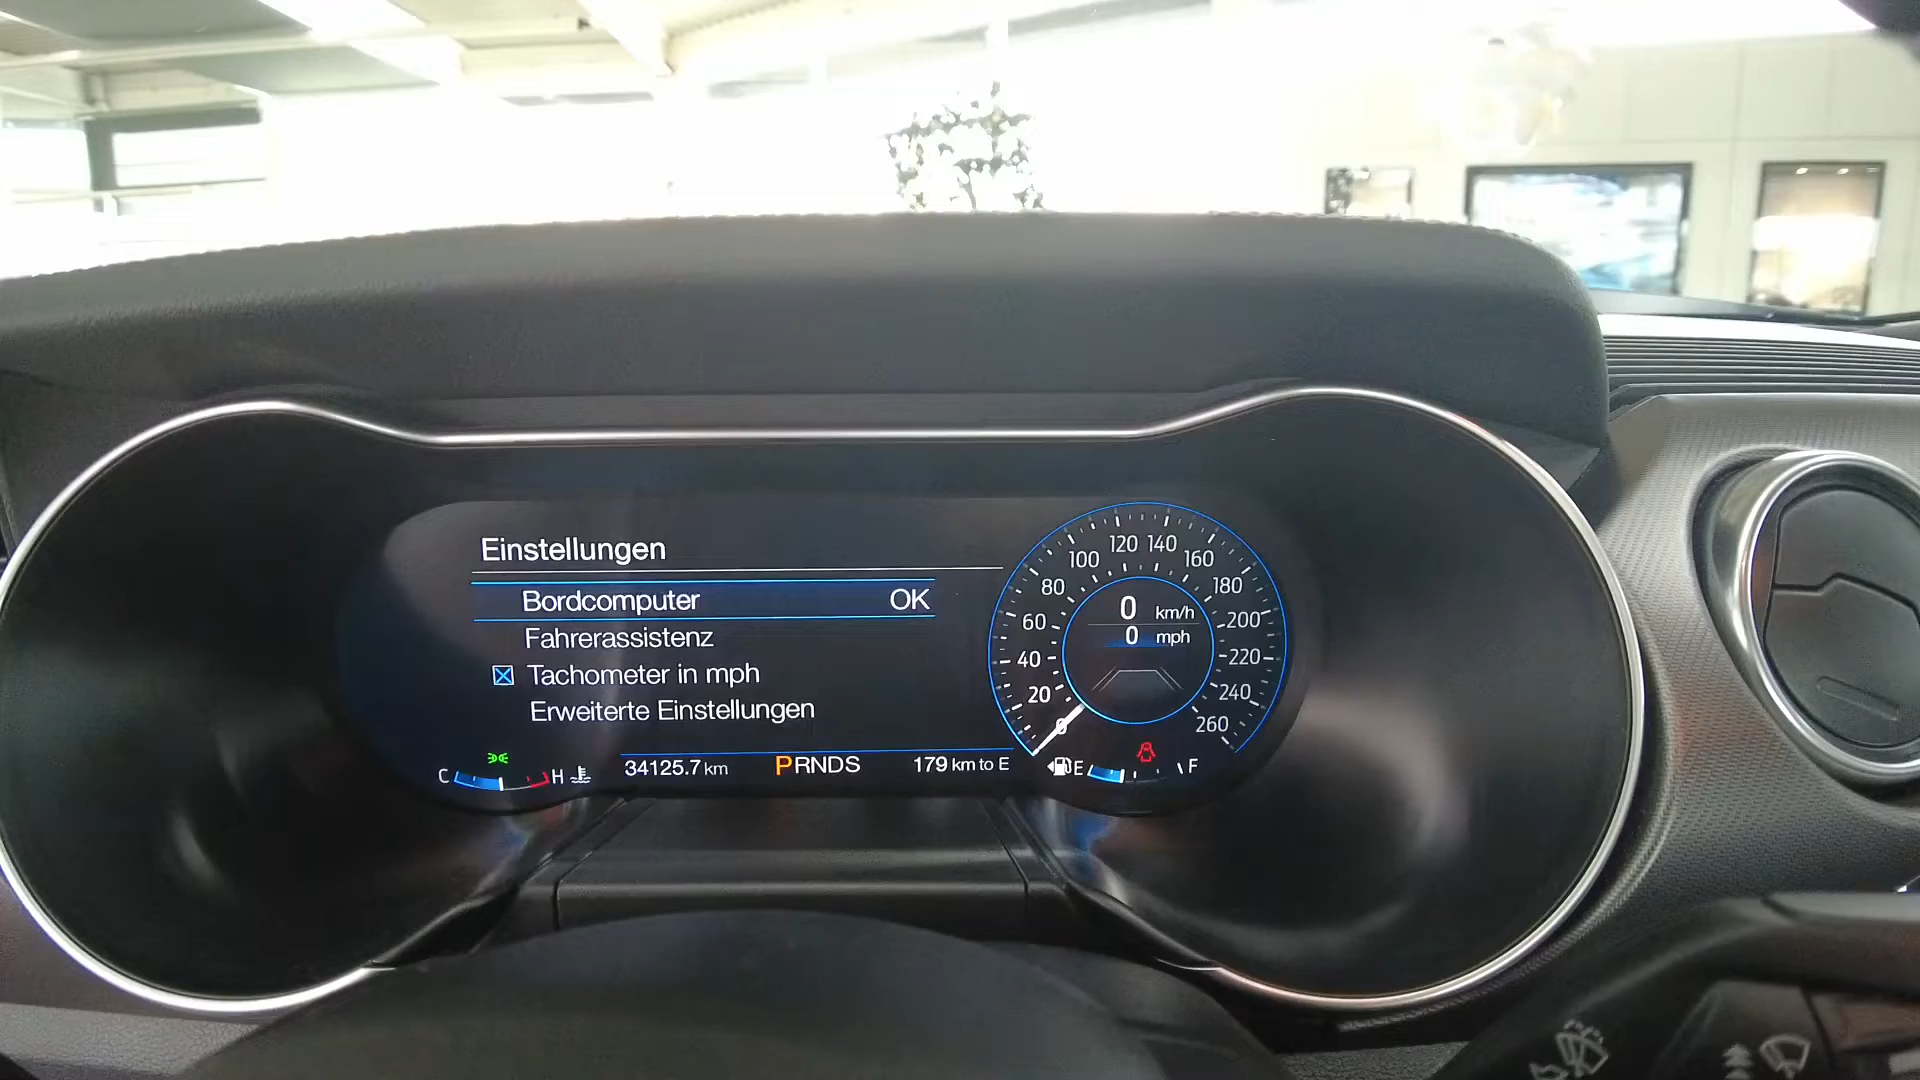 Einstellungen
Bordcomputer OK
Fahrerassistenz
Tachometer in mph
Erweiterte Einstellungen
C H
34125.7 km
PRNDS
179 km to E
E F
0 20 40 60 80 100 120 140 160 180 200 220 240 260
0 km/h
0 mph